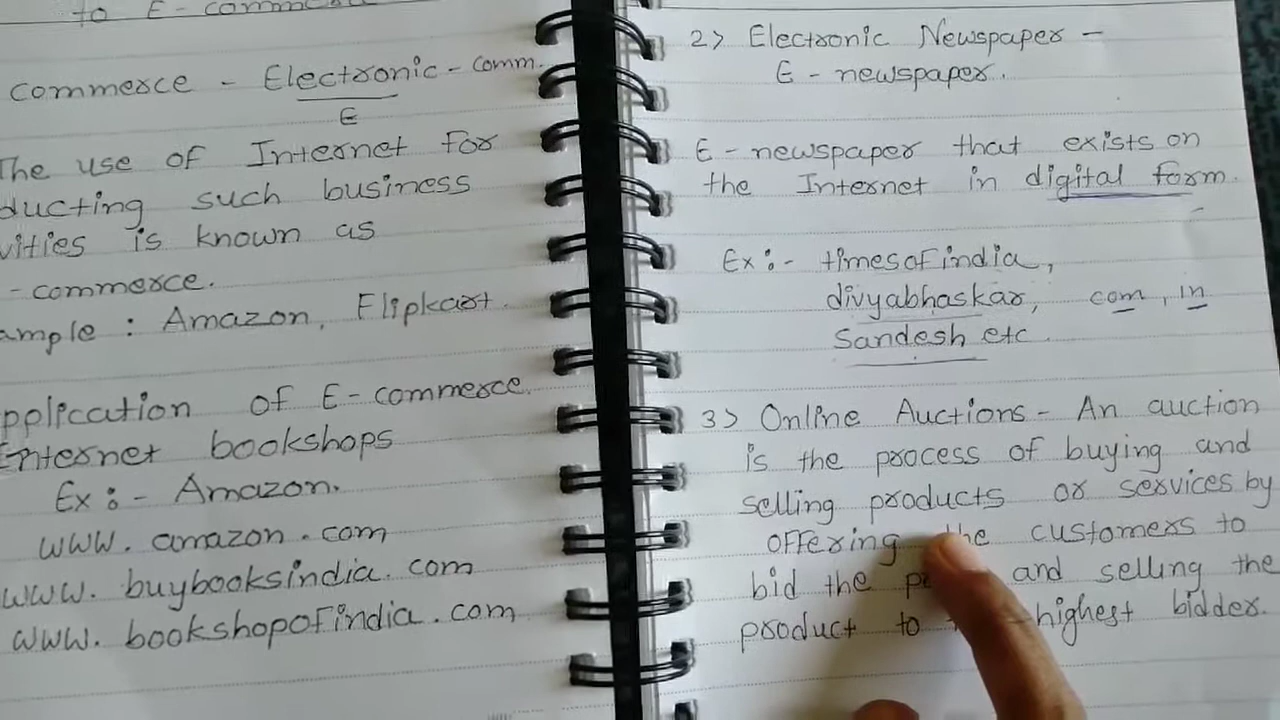 to E-commerce
commerce - Electronic-comm.
E
The use of Internet for
ducting such business
vities is known as
-commerce.
ample : Amazon, Flipkart.
pplication of E-commerce.
Internet bookshops
Ex:- Amazon.
www.amazon.com
www.buybooksindia.com
www.bookshopofindia.com
2> Electronic Newspaper -
E-newspaper.
E-newspaper that exists on
the Internet in digital form.
Ex:- timesofindia,
divyabhaskar, com, in
Sandesh etc.
3> Online Auctions - An auction
is the process of buying and
selling products or services by
offering the customers to
bid the and selling the
product to highest bidder.